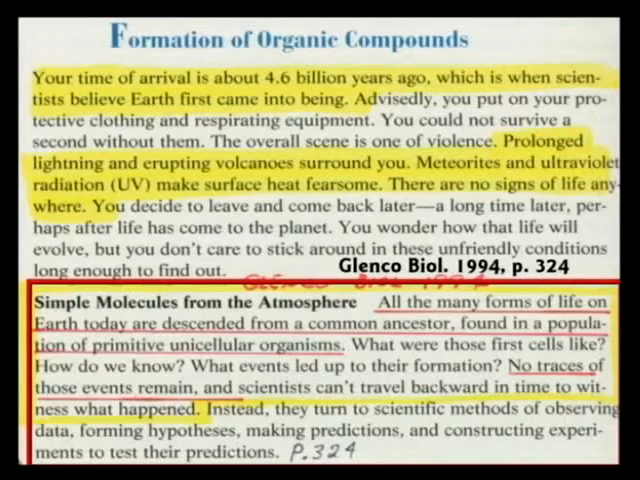 Formation of Organic Compounds
Your time of arrival is about 4.6 billion years ago, which is when scien-
tists believe Earth first came into being. Advisedly, you put on your pro-
tective clothing and respirating equipment. You could not survive a
second without them. The overall scene is one of violence. Prolonged
lightning and erupting volcanoes surround you. Meteorites and ultraviolet
radiation (UV) make surface heat fearsome. There are no signs of life any-
where. You decide to leave and come back later—a long time later, per-
haps after life has come to the planet. You wonder how that life will
evolve, but you don't care to stick around in these unfriendly conditions
long enough to find out.
Glenco Biol. 1994, p. 324
GLENCO BIOL 1994
Simple Molecules from the Atmosphere All the many forms of life on
Earth today are descended from a common ancestor, found in a popula-
tion of primitive unicellular organisms. What were those first cells like?
How do we know? What events led up to their formation? No traces of
those events remain, and scientists can't travel backward in time to wit-
ness what happened. Instead, they turn to scientific methods of observing
data, forming hypotheses, making predictions, and constructing experi-
ments to test their predictions. P.324